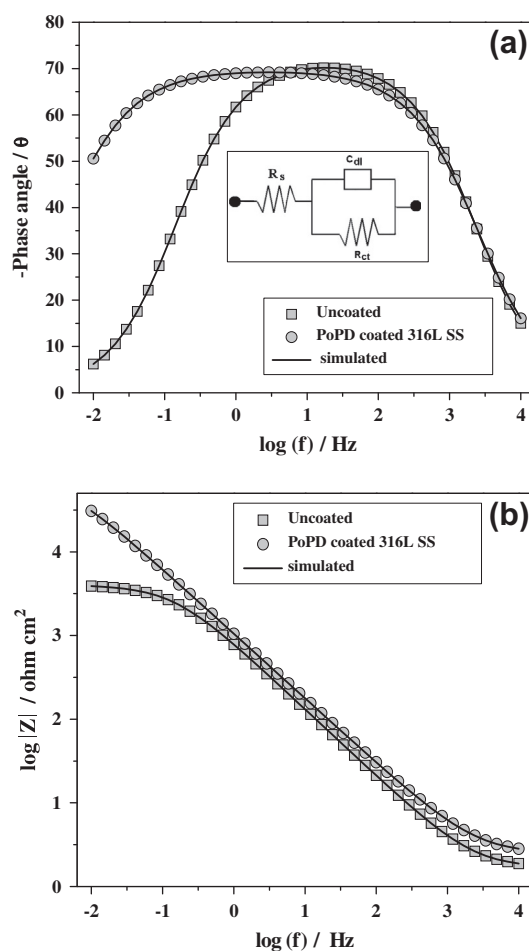 (a)
80
70
60
50
40
30
20
10
0
-Phase angle / θ
Rs
Cdl
Rct
Uncoated
PoPD coated 316L SS
simulated
-2 -1 0 1 2 3 4
log (f) / Hz
(b)
Uncoated
PoPD coated 316L SS
simulated
4
3
2
1
0
log |Z| / ohm cm²
-2 -1 0 1 2 3 4
log (f) / Hz